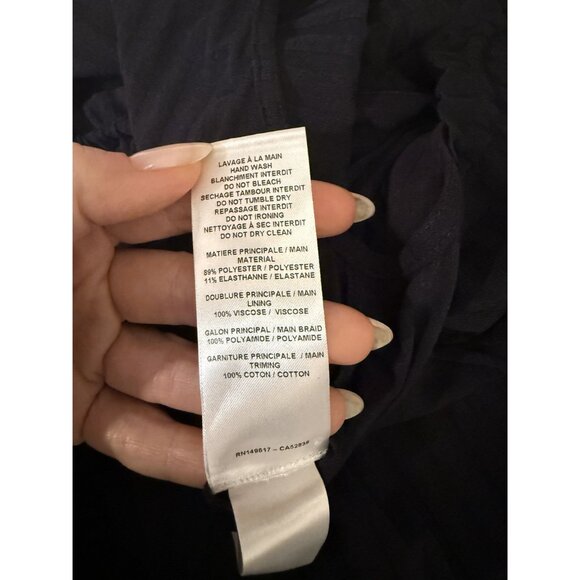 LAVAGE À LA MAIN
HAND WASH
BLANCHIMENT INTERDIT
DO NOT BLEACH
SECHAGE TAMBOUR INTERDIT
DO NOT TUMBLE DRY
REPASSAGE INTERDIT
DO NOT IRONING
NETTOYAGE À SEC INTERDIT
DO NOT DRY CLEAN
MATIERE PRINCIPALE / MAIN
MATERIAL
89% POLYESTER / POLYESTER
11% ELASTHANNE / ELASTANE
DOUBLURE PRINCIPALE / MAIN
LINING
100% VISCOSE / VISCOSE
GALON PRINCIPAL / MAIN BRAID
100% POLYAMIDE / POLYAMIDE
GARNITURE PRINCIPALE / MAIN
TRIMING
100% COTON / COTTON
RN149617 –